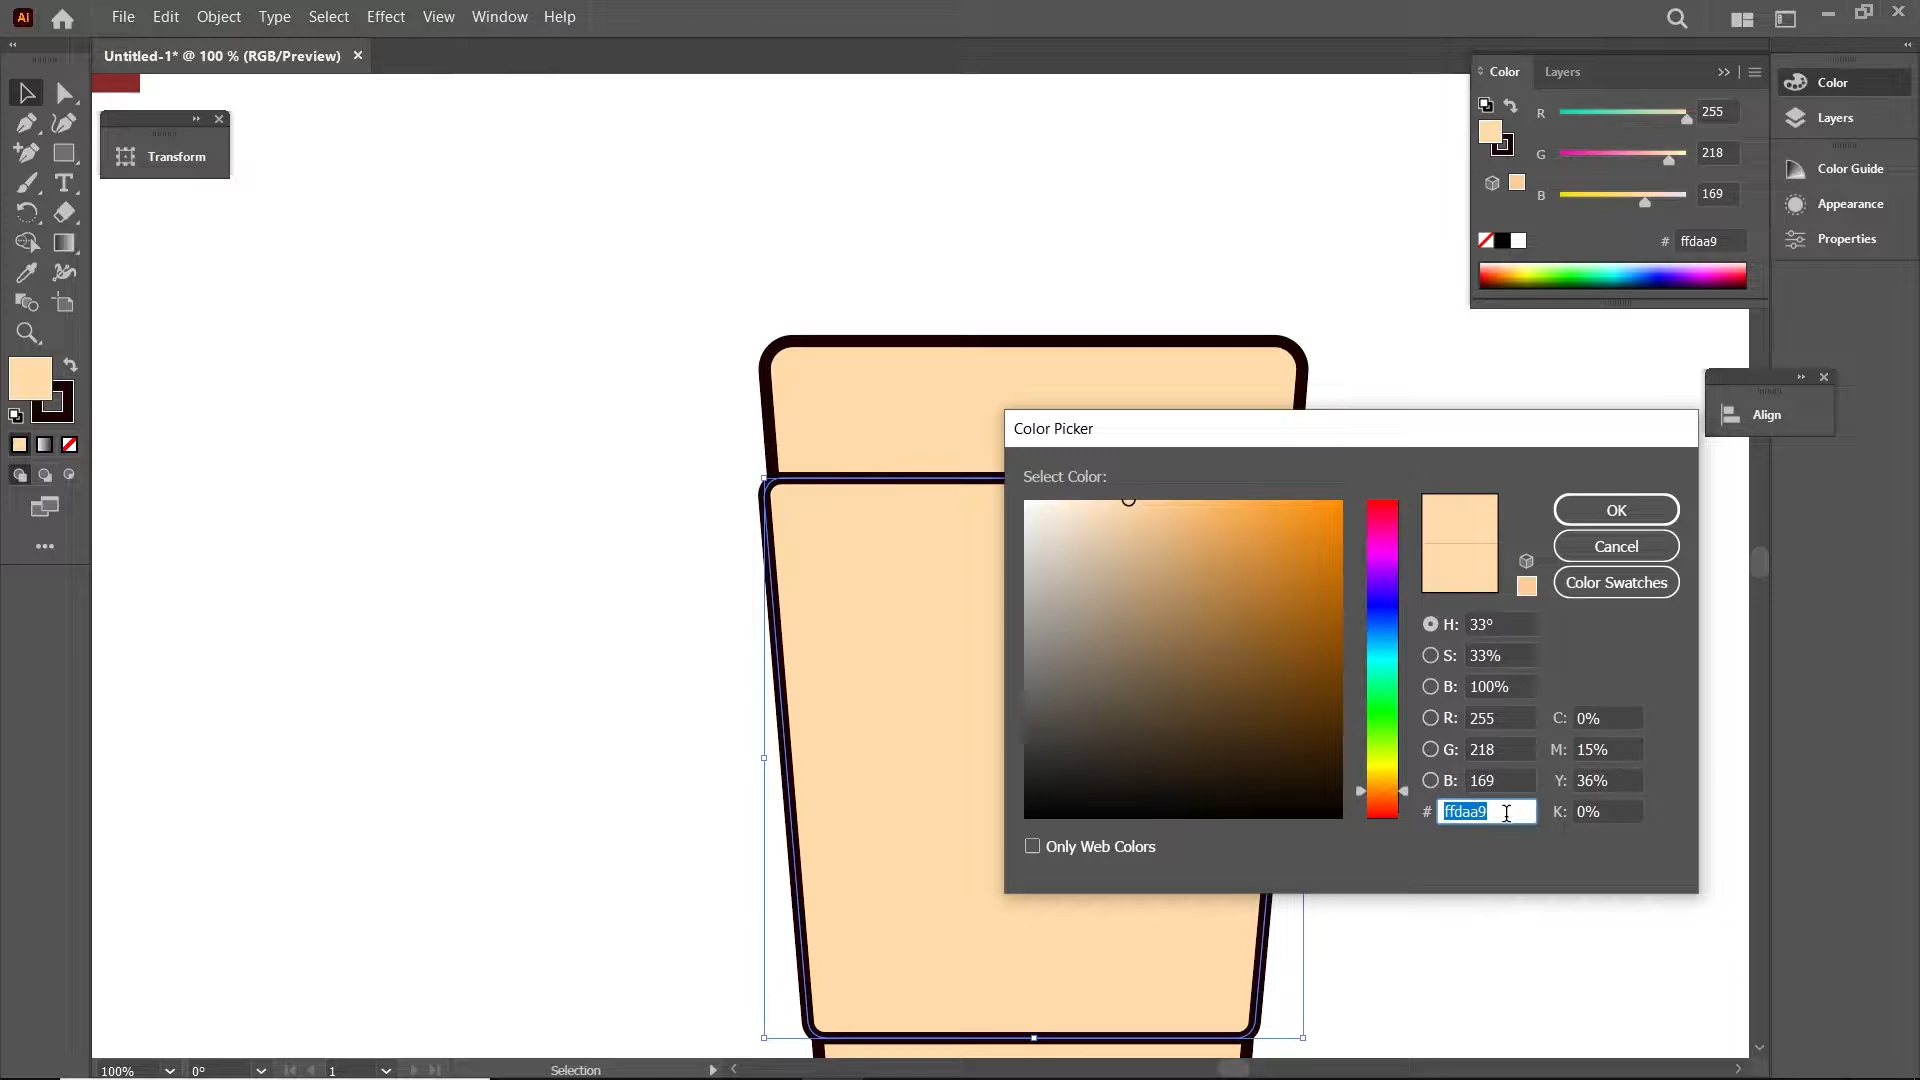 Ai File Edit Object Type Select Effect View Window Help
Untitled-1* @ 100 % (RGB/Preview)
Transform
Color Layers
R 255
G 218
B 169
# ffdaa9
Color
Layers
Color Guide
Appearance
Properties
Align
Color Picker
Select Color:
OK
Cancel
Color Swatches
H: 33°
S: 33%
B: 100%
R: 255 C: 0%
G: 218 M: 15%
B: 169 Y: 36%
# ffdaa9 K: 0%
Only Web Colors
100% 0° 1 Selection